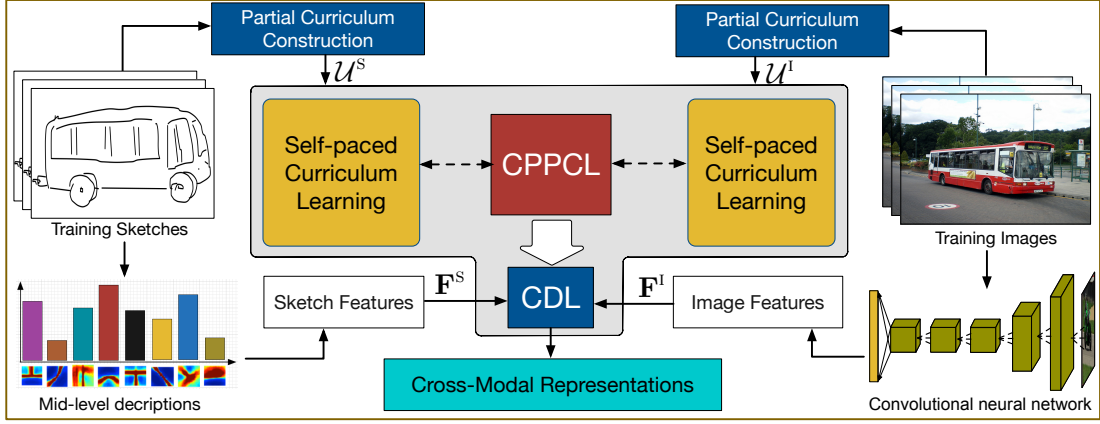 Partial Curriculum
Construction
Partial Curriculum
Construction
𝒰ˢ
𝒰ᴵ
Self-paced
Curriculum
Learning
CPPCL
Self-paced
Curriculum
Learning
Training Sketches
Training Images
Sketch Features
Fˢ
CDL
Fᴵ
Image Features
Cross-Modal Representations
Mid-level decriptions
Convolutional neural network